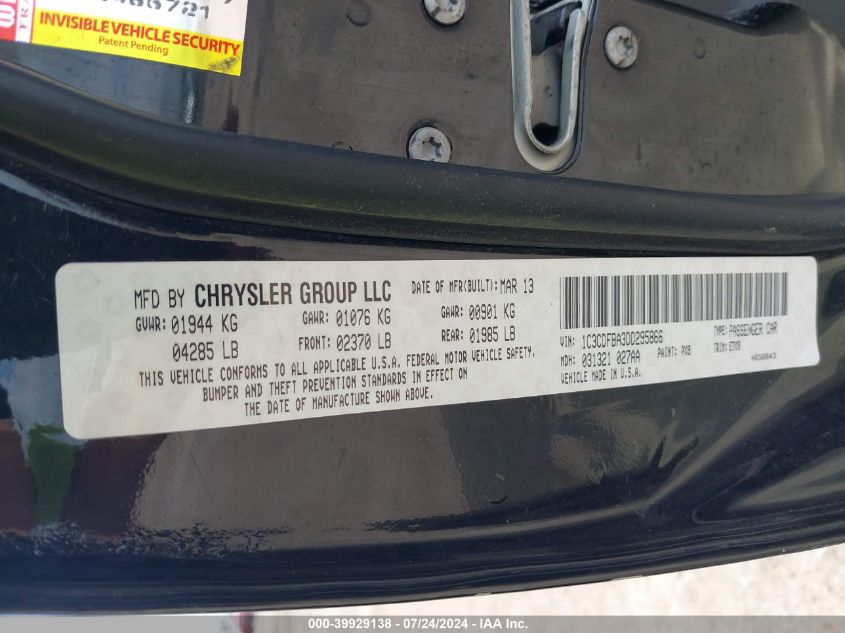 INVISIBLE VEHICLE SECURITY
Patent Pending
MFD BY CHRYSLER GROUP LLC
DATE OF MFR(BUILT): MAR 13
GVWR: 01944 KG
GAWR: 01076 KG
GAWR: 00901 KG
04285 LB
FRONT: 02370 LB
REAR: 01985 LB
THIS VEHICLE CONFORMS TO ALL APPLICABLE U.S.A. FEDERAL MOTOR VEHICLE SAFETY,
BUMPER AND THEFT PREVENTION STANDARDS IN EFFECT ON
THE DATE OF MANUFACTURE SHOWN ABOVE.
VIN: 1C3CDFBA3DD295866
TYPE: PASSENGER CAR
MDH: 031321 027AA
PAINT: PX8
TRIM: ETX9
VEHICLE MADE IN U.S.A.
4650843
000-39929138 - 07/24/2024 - IAA Inc.